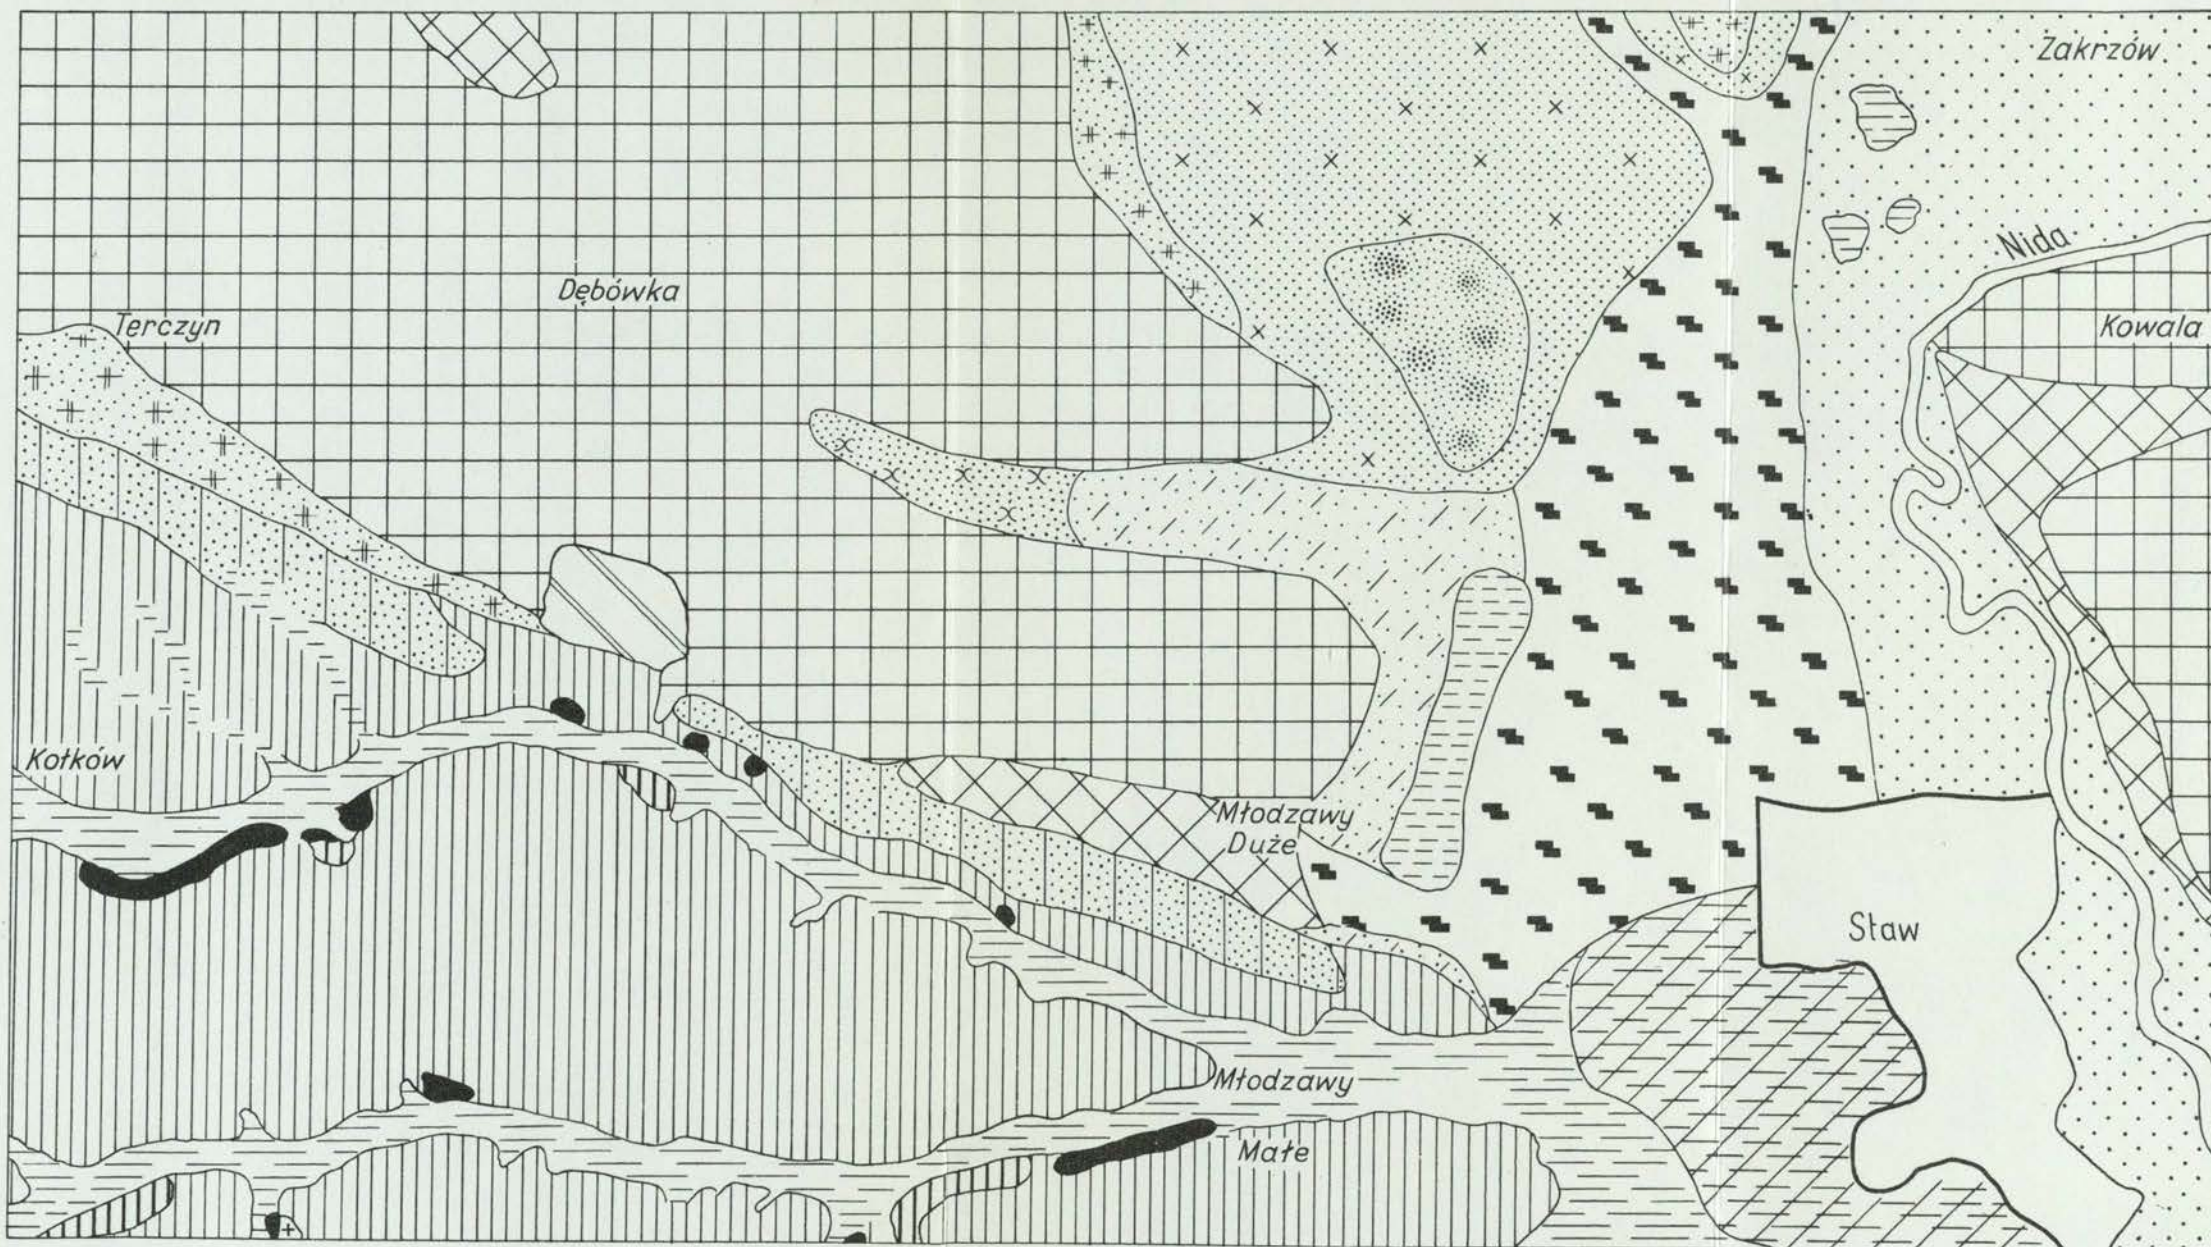 Zakrzów
Nida
Dębówka
Terczyn
Kowala
Kołków
Młodzawy
Duże
Staw
Młodzawy
Małe